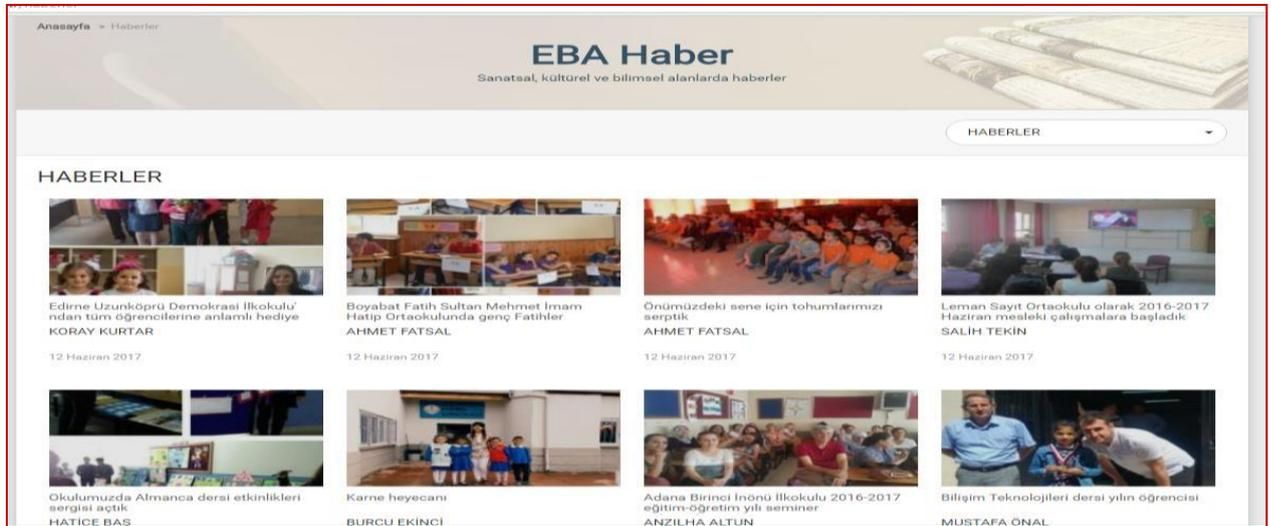 Anasayfa » Haberler
EBA Haber
Sanatsal, kültürel ve bilimsel alanlarda haberler
HABERLER
HABERLER
Edirne Uzunköprü Demokrasi İlkokulu'
ndan tüm öğrencilerine anlamlı hediye
KORAY KURTAR
12 Haziran 2017
Boyabat Fatih Sultan Mehmet İmam
Hatip Ortaokulunda genç Fatihler
AHMET FATSAL
12 Haziran 2017
Önümüzdeki sene için tohumlarımızı
serptik
AHMET FATSAL
12 Haziran 2017
Leman Sayıt Ortaokulu olarak 2016-2017
Haziran mesleki çalışmalara başladık
SALİH TEKİN
12 Haziran 2017
Okulumuzda Almanca dersi etkinlikleri
sergisi açtık
HATİCE BAS
Karne heyecanı
BURCU EKİNCİ
Adana Birinci İnönü İlkokulu 2016-2017
eğitim-öğretim yılı seminer
ANZILHA ALTUN
Bilişim Teknolojileri dersi yılın öğrencisi
MUSTAFA ÖNAL